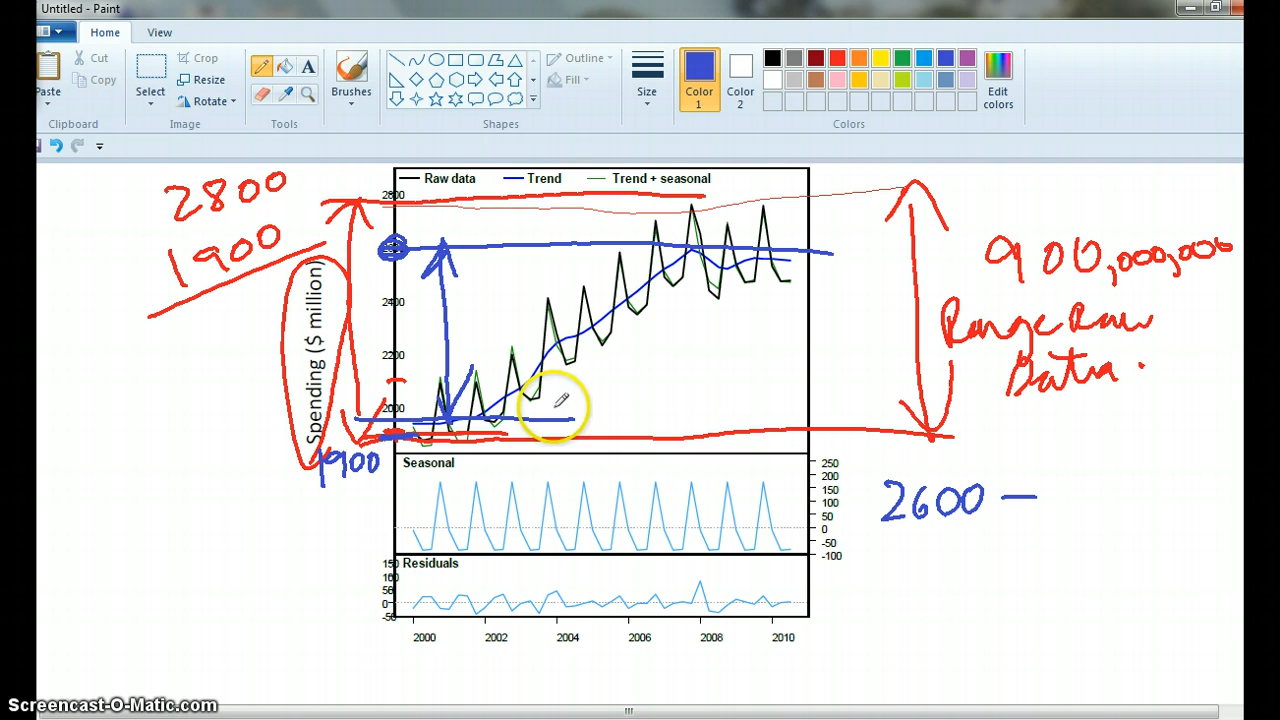 Untitled - Paint
Home View
Paste
Cut
Copy
Clipboard
Select
Crop
Resize
Rotate
Image
A
Tools
Brushes
Shapes
Outline
Fill
Size
Color 1
Color 2
Edit colors
Colors
2800
1900
Raw data Trend Trend + seasonal
2800
2400
2200
2000
Spending ($ million)
1900
900,000,000
Range Raw
Data.
2600 -
Seasonal
250
200
150
100
50
0
-50
-100
Residuals
150
100
50
0
-50
2000 2002 2004 2006 2008 2010
Screencast-O-Matic.com